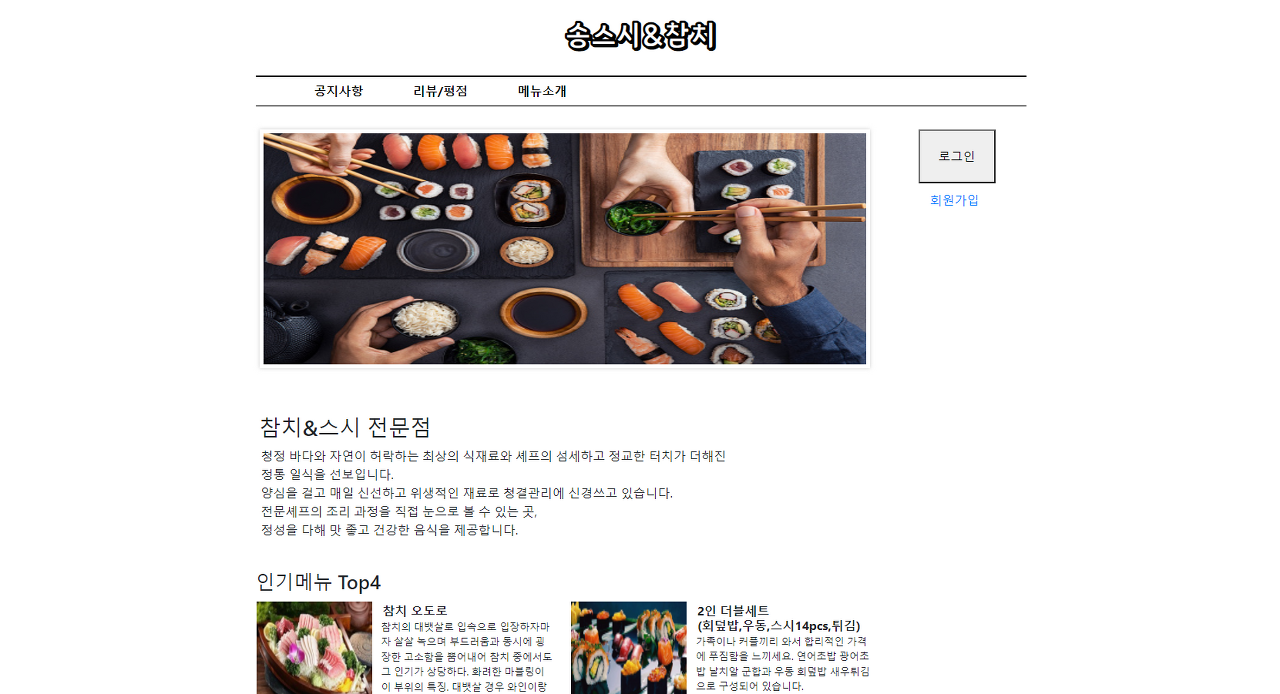 송스시&참치
공지사항 리뷰/평점 메뉴소개
로그인
회원가입
참치&스시 전문점
청정 바다와 자연이 허락하는 최상의 식재료와 셰프의 섬세하고 정교한 터치가 더해진
정통 일식을 선보입니다.
양심을 걸고 매일 신선하고 위생적인 재료로 청결관리에 신경쓰고 있습니다.
전문셰프의 조리 과정을 직접 눈으로 볼 수 있는 곳,
정성을 다해 맛 좋고 건강한 음식을 제공합니다.
인기메뉴 Top4
참치 오도로
참치의 대뱃살로 입속으로 입장하자마
자 살살 녹으며 부드러움과 동시에 굉
장한 고소함을 뿜어내어 참치 중에서도
그 인기가 상당하다. 화려한 마블링이
이 부위의 특징. 대뱃살 경우 와인이랑
2인 더블세트
(회덮밥,우동,스시14pcs,튀김)
가족이나 커플끼리 와서 합리적인 가격
에 푸짐함을 느끼세요. 연어초밥 광어초
밥 날치알 군함과 우동 회덮밥 새우튀김
으로 구성되어 있습니다.